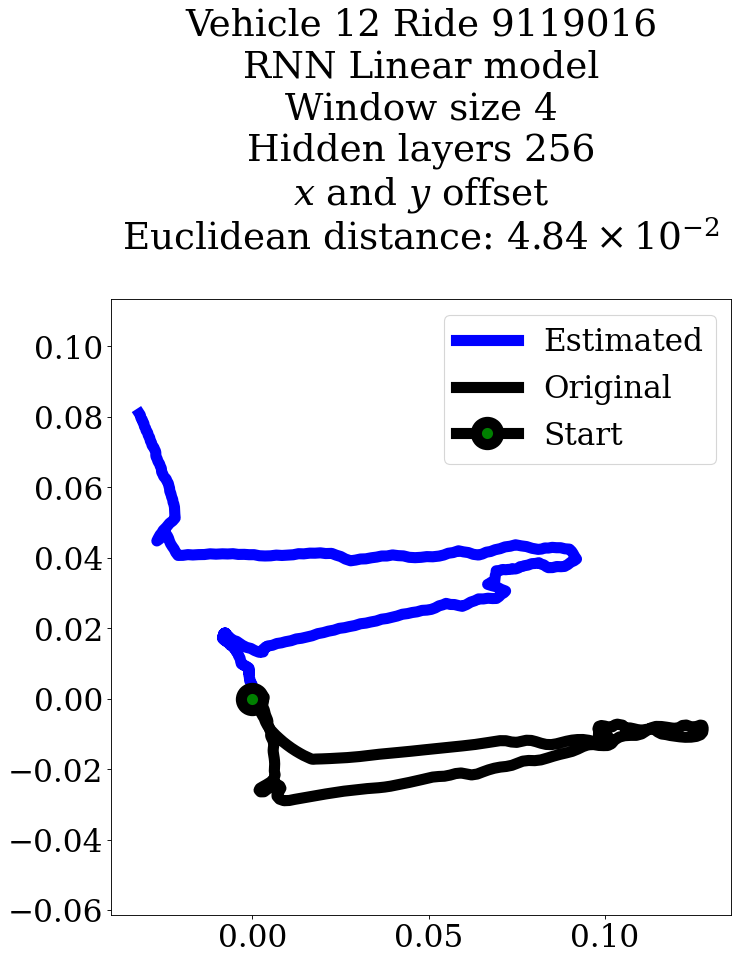 Vehicle 12 Ride 9119016
RNN Linear model
Window size 4
Hidden layers 256
x and y offset
Euclidean distance: 4.84 × 10⁻²
Estimated
Original
Start
0.10
0.08
0.06
0.04
0.02
0.00
−0.02
−0.04
−0.06
0.00 0.05 0.10